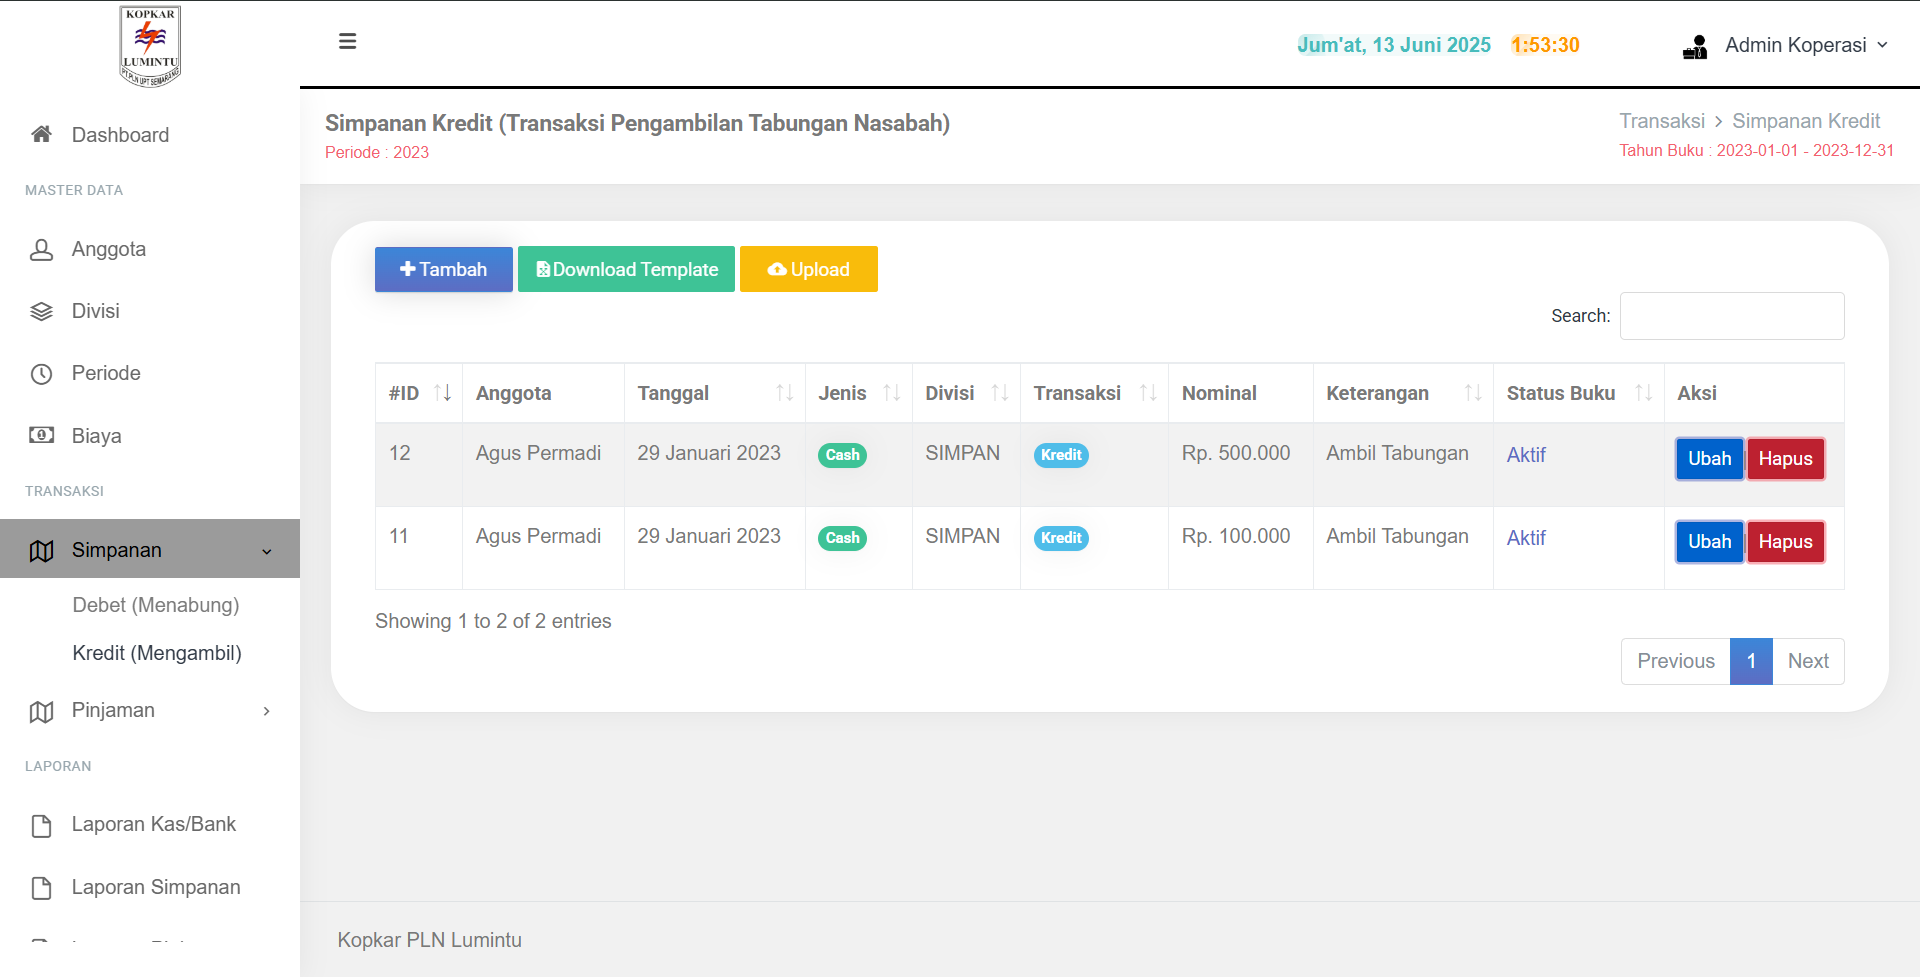 KOPKAR
LUMINTU
PT.PLN UPT SEMARANG
Jum'at, 13 Juni 2025 1:53:30
Admin Koperasi
Dashboard
MASTER DATA
Anggota
Divisi
Periode
Biaya
TRANSAKSI
Simpanan
Debet (Menabung)
Kredit (Mengambil)
Pinjaman
LAPORAN
Laporan Kas/Bank
Laporan Simpanan
Simpanan Kredit (Transaksi Pengambilan Tabungan Nasabah)
Periode : 2023
Transaksi > Simpanan Kredit
Tahun Buku : 2023-01-01 - 2023-12-31
Tambah Download Template Upload
Search:
#ID Anggota Tanggal Jenis Divisi Transaksi Nominal Keterangan Status Buku Aksi
12 Agus Permadi 29 Januari 2023 Cash SIMPAN Kredit Rp. 500.000 Ambil Tabungan Aktif Ubah Hapus
11 Agus Permadi 29 Januari 2023 Cash SIMPAN Kredit Rp. 100.000 Ambil Tabungan Aktif Ubah Hapus
Showing 1 to 2 of 2 entries
Previous 1 Next
Kopkar PLN Lumintu